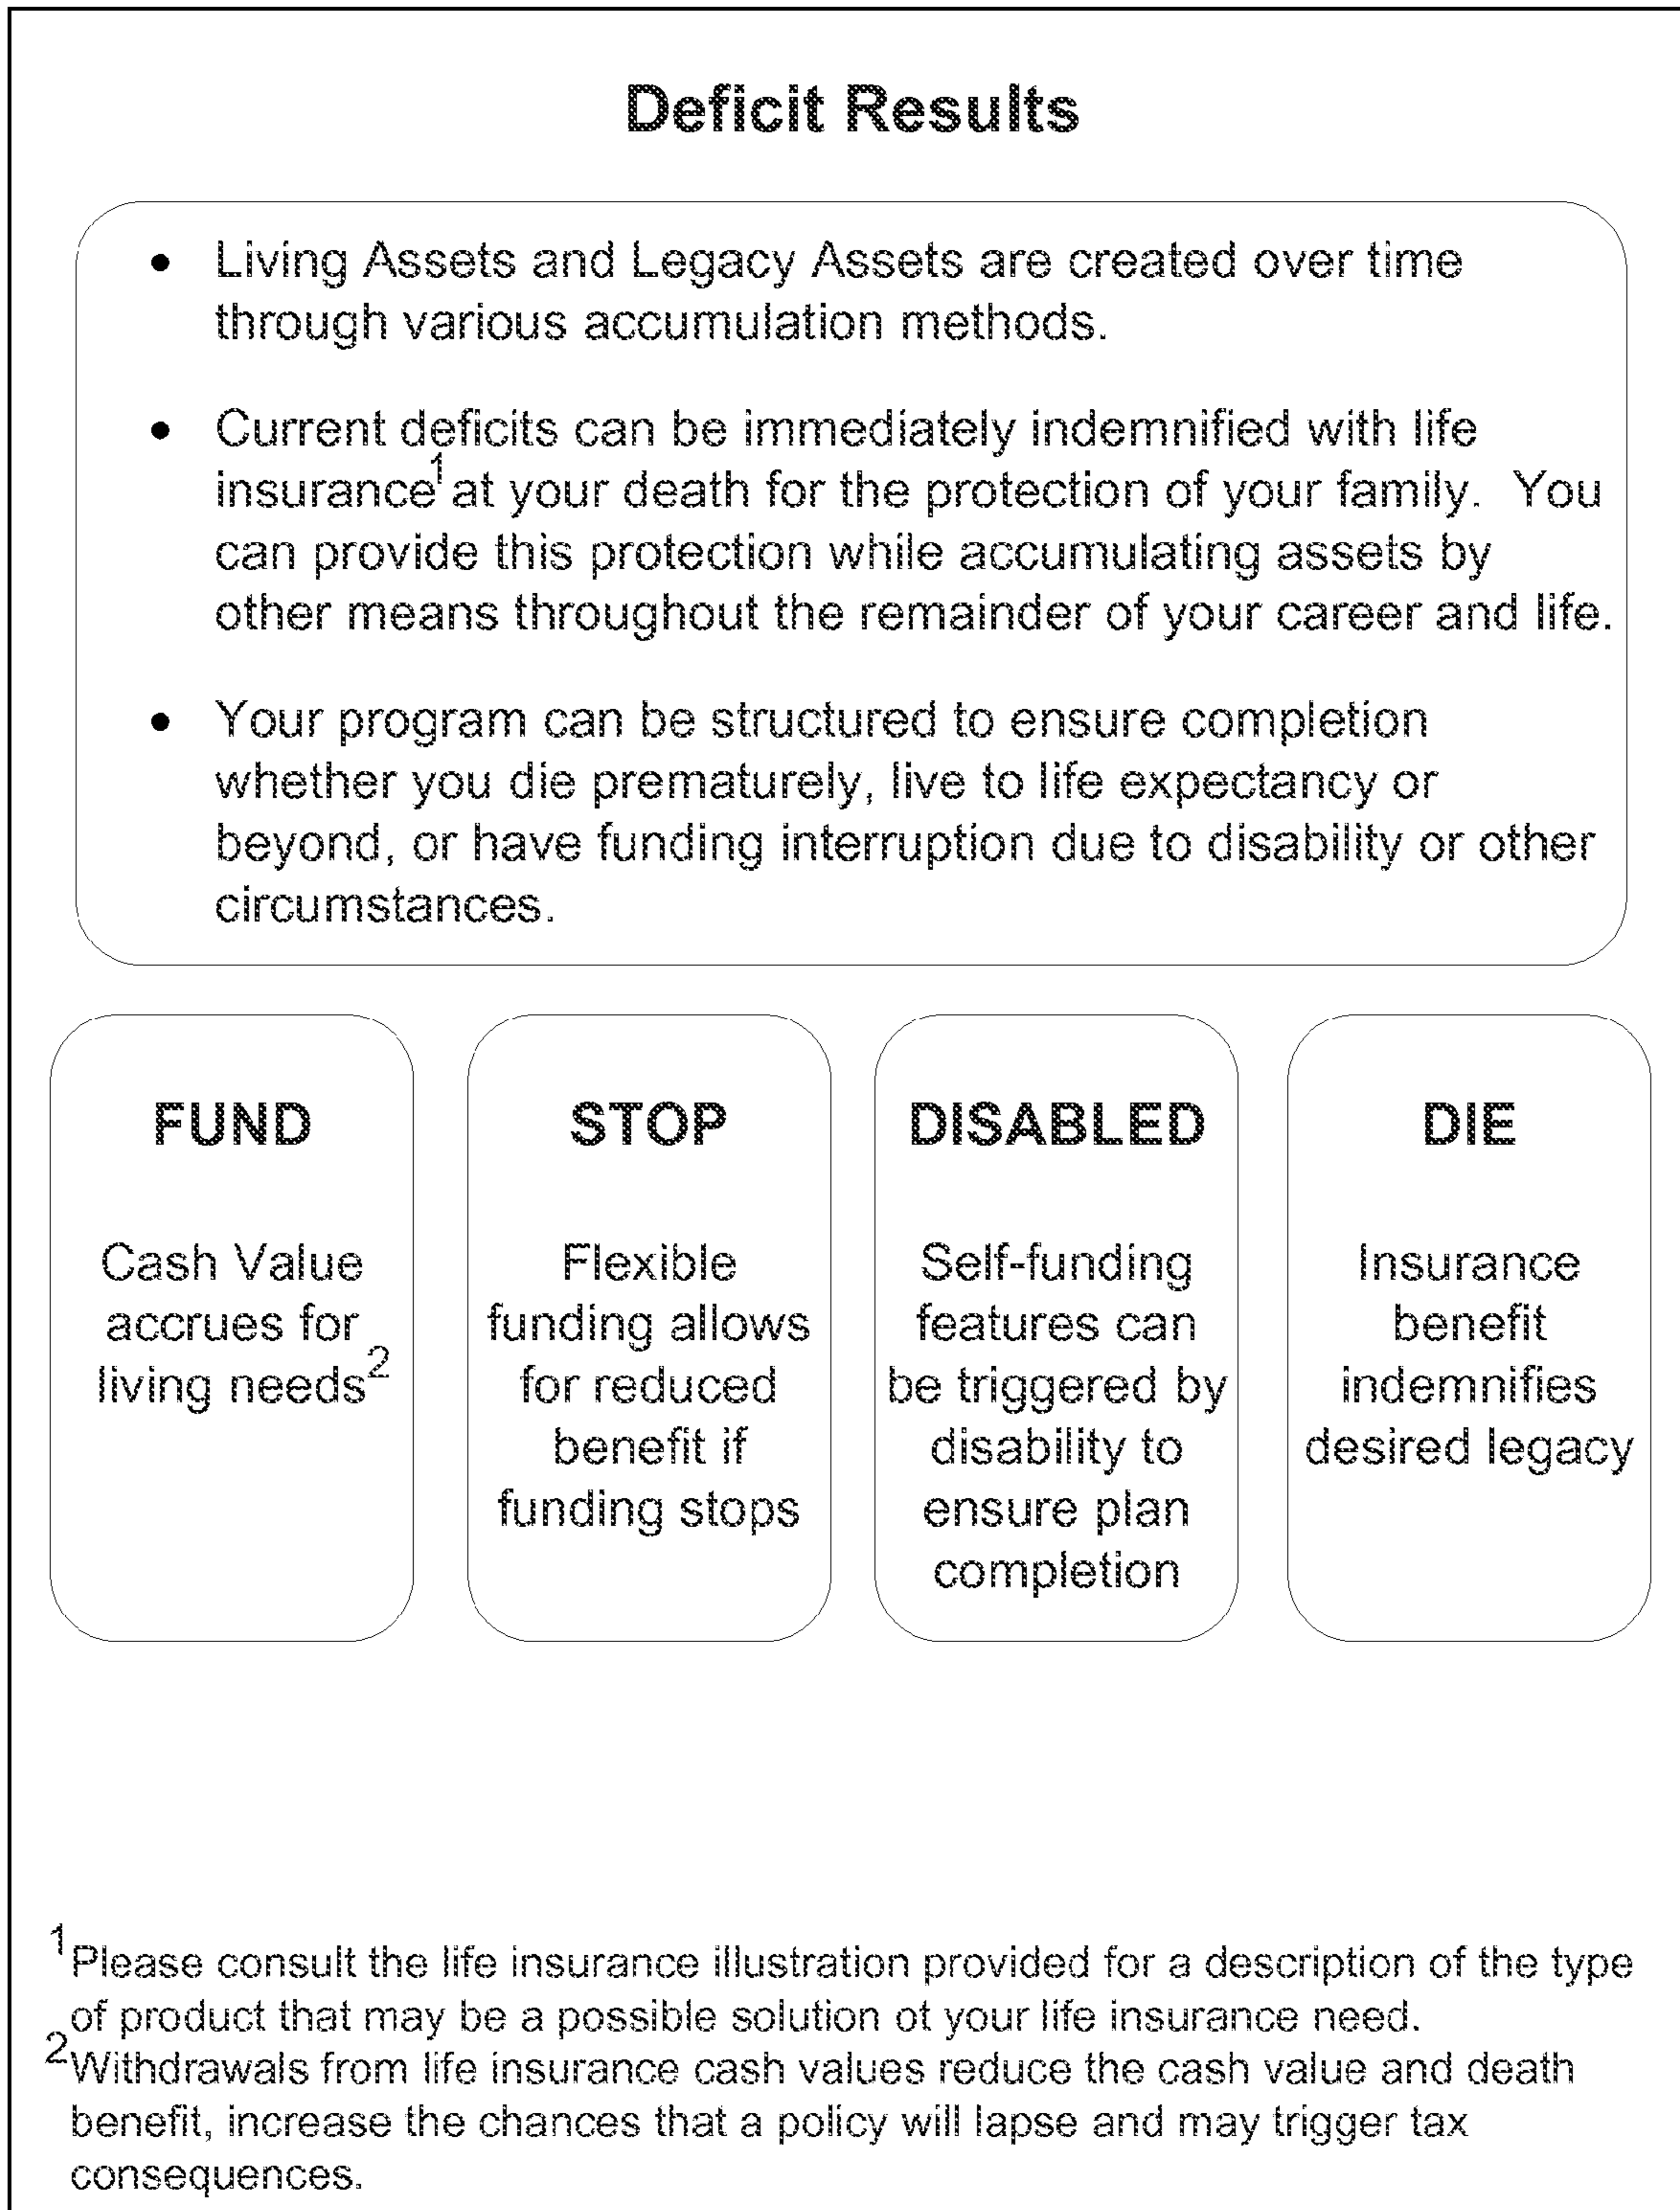 Deficit Results
• Living Assets and Legacy Assets are created over time
through various accumulation methods.
• Current deficits can be immediately indemnified with life
insurance1 at your death for the protection of your family. You
can provide this protection while accumulating assets by
other means throughout the remainder of your career and life.
• Your program can be structured to ensure completion
whether you die prematurely, live to life expectancy or
beyond, or have funding interruption due to disability or other
circumstances.
FUND
Cash Value
accrues for
living needs2
STOP
Flexible
funding allows
for reduced
benefit if
funding stops
DISABLED
Self-funding
features can
be triggered by
disability to
ensure plan
completion
DIE
Insurance
benefit
indemnifies
desired legacy
1Please consult the life insurance illustration provided for a description of the type
of product that may be a possible solution ot your life insurance need.
2Withdrawals from life insurance cash values reduce the cash value and death
benefit, increase the chances that a policy will lapse and may trigger tax
consequences.